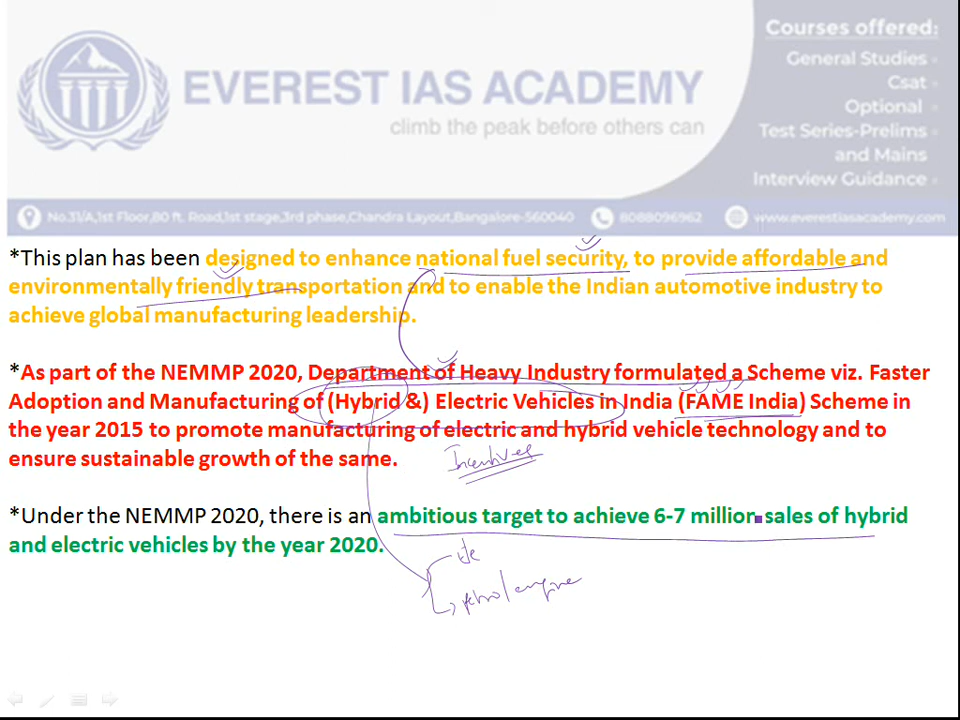 Courses offered:
General Studies
Csat
Optional
Test Series-Prelims
and Mains
Interview Guidance
EVEREST IAS ACADEMY
climb the peak before others can
No.31/A,1st Floor,80 ft. Road,1st stage,3rd phase,Chandra Layout,Bangalore-560040 8088096962 www.everestiasacademy.com
*This plan has been designed to enhance national fuel security, to provide affordable and
environmentally friendly transportation and to enable the Indian automotive industry to
achieve global manufacturing leadership.
*As part of the NEMMP 2020, Department of Heavy Industry formulated a Scheme viz. Faster
Adoption and Manufacturing of (Hybrid &) Electric Vehicles in India (FAME India) Scheme in
the year 2015 to promote manufacturing of electric and hybrid vehicle technology and to
ensure sustainable growth of the same.
Incentives
*Under the NEMMP 2020, there is an ambitious target to achieve 6-7 million sales of hybrid
and electric vehicles by the year 2020.
petrol engine